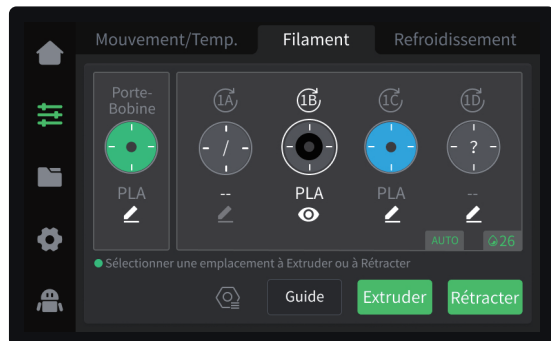 Mouvement/Temp.
Filament
Refroidissement
Porte-
Bobine
1A
1B
1C
1D
/
?
PLA
--
PLA
PLA
--
AUTO
26
Sélectionner une emplacement à Extruder ou à Rétracter
Guide
Extruder
Rétracter